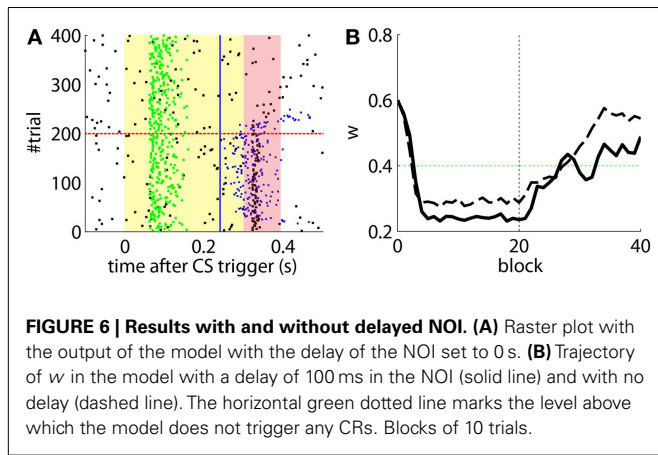 A
400
300
200
100
0
#trial
0
0.2
0.4
time after CS trigger (s)
B
0.8
0.6
0.4
0.2
w
0
20
40
block
FIGURE 6 | Results with and without delayed NOI. (A) Raster plot with
the output of the model with the delay of the NOI set to 0 s. (B) Trajectory
of w in the model with a delay of 100 ms in the NOI (solid line) and with no
delay (dashed line). The horizontal green dotted line marks the level above
which the model does not trigger any CRs. Blocks of 10 trials.